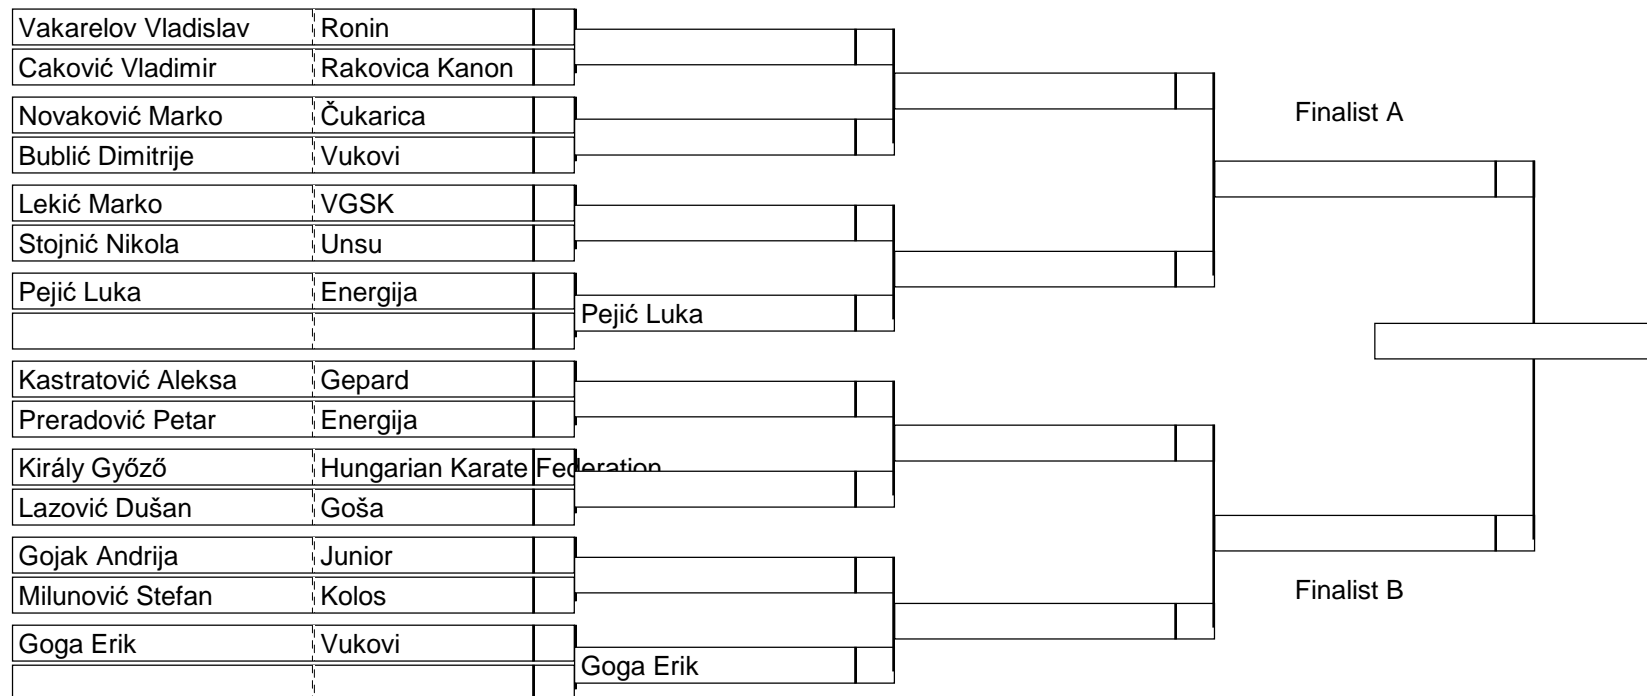 Vakarelov Vladislav Ronin
Caković Vladimir Rakovica Kanon
Novaković Marko Čukarica
Finalist A
Bublić Dimitrije Vukovi
Lekić Marko VGSK
Stojnić Nikola Unsu
Pejić Luka Energija
Pejić Luka
Kastratović Aleksa Gepard
Preradović Petar Energija
Király Győző Hungarian Karate Federation
Lazović Dušan Goša
Gojak Andrija Junior
Milunović Stefan Kolos
Finalist B
Goga Erik Vukovi
Goga Erik